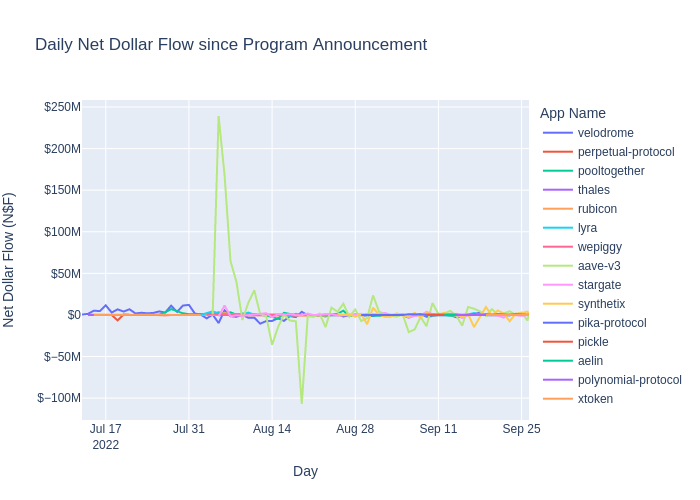 Daily Net Dollar Flow since Program Announcement
Net Dollar Flow (N$F)
$250M
$200M
$150M
$100M
$50M
$0
−$50M
$−100M
Jul 17
2022
Jul 31
Aug 14
Aug 28
Sep 11
Sep 25
Day
App Name
velodrome
perpetual-protocol
pooltogether
thales
rubicon
lyra
wepiggy
aave-v3
stargate
synthetix
pika-protocol
pickle
aelin
polynomial-protocol
xtoken